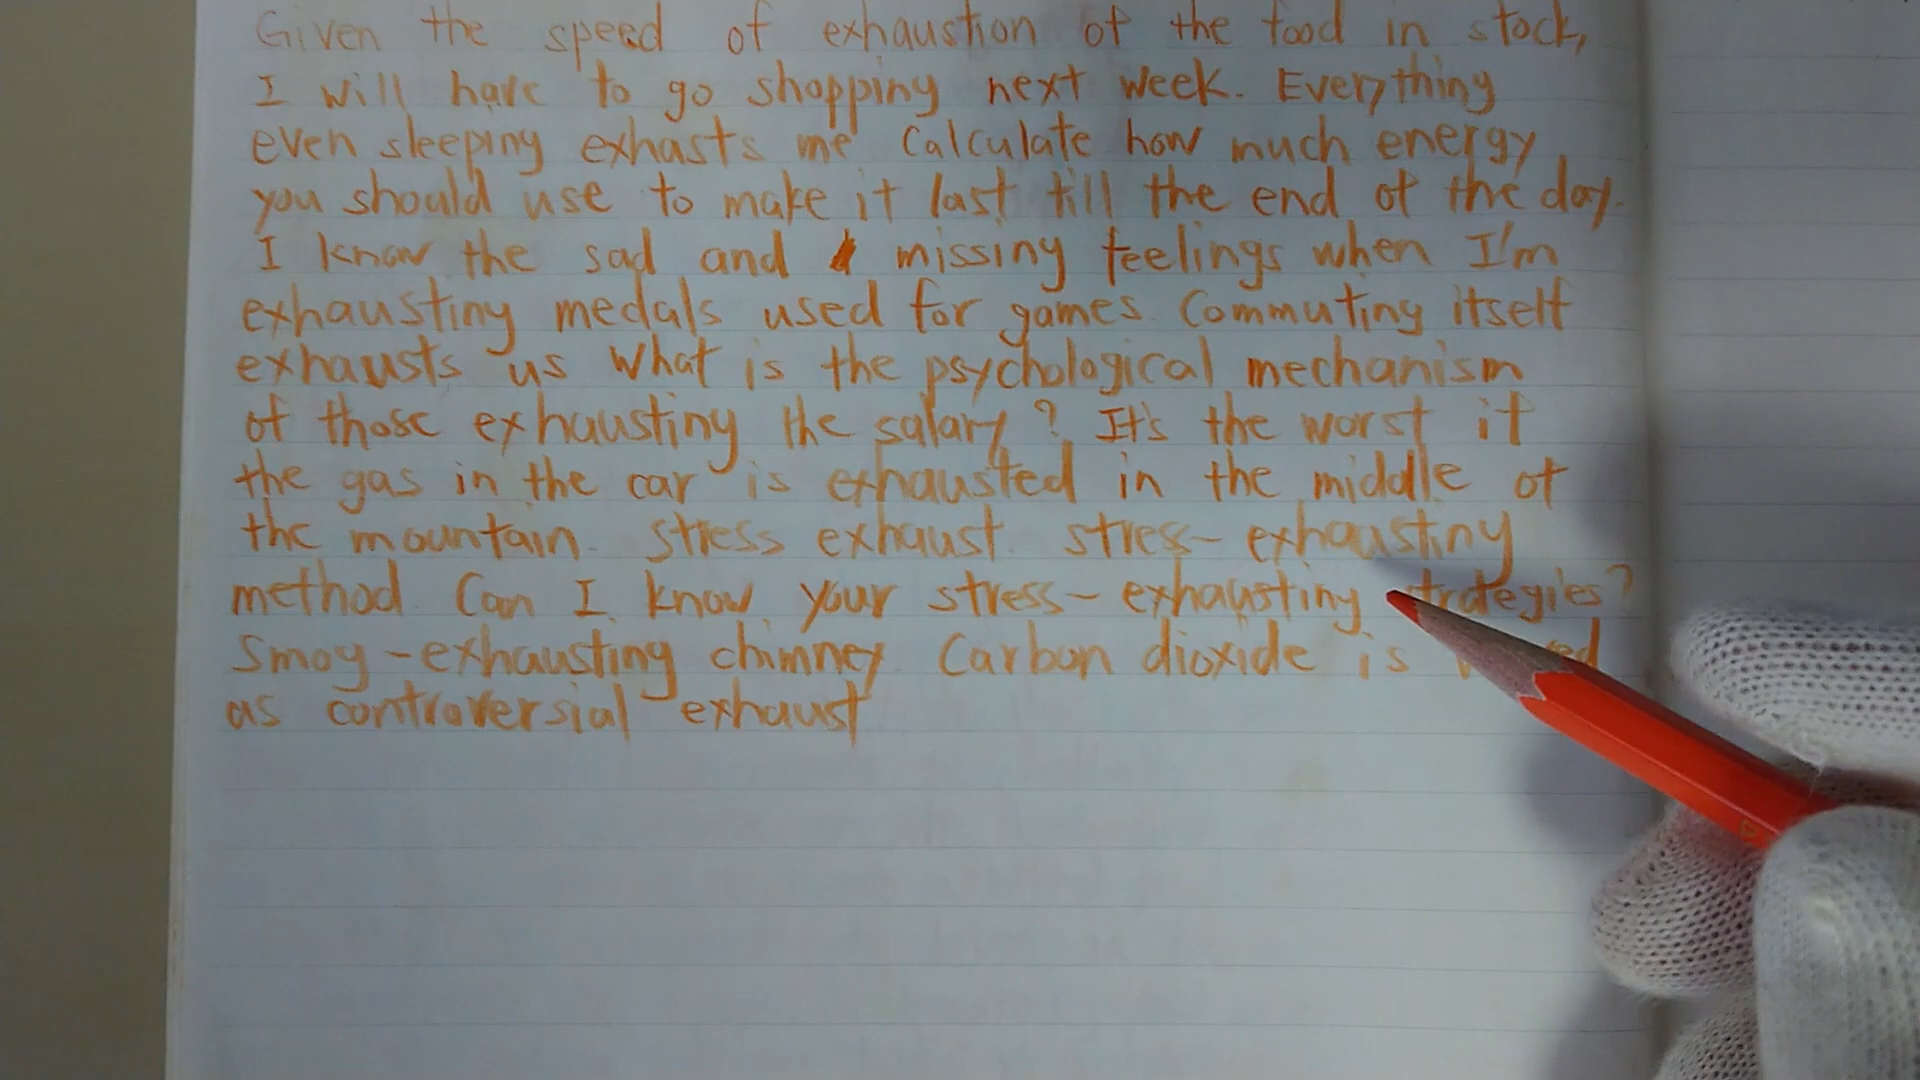 Given the speed of exhaustion of the food in stock,
I will have to go shopping next week. Everything
even sleeping exhasts me Calculate how much energy
you should use to make it last till the end of the day.
I know the sad and missing feelings when I'm
exhausting medals used for games. Commuting itself
exhausts us What is the psychological mechanism
of those exhausting the salary? It's the worst if
the gas in the car is exhausted in the middle of
the mountain. Stress exhaust. stress-exhausting
method Can I know your stress-exhausting strategies?
Smog-exhausting chimney. Carbon dioxide is
as controversial exhaust